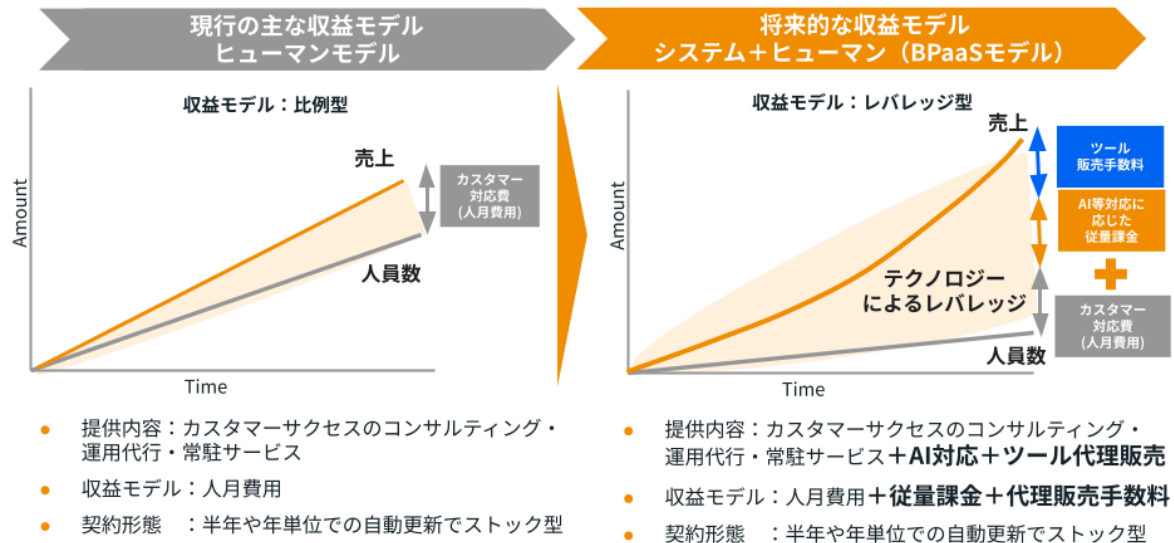 現行の主な収益モデル
ヒューマンモデル
収益モデル：比例型
売上
カスタマー
対応費
(人月費用)
人員数
Amount
Time
提供内容：カスタマーサクセスのコンサルティング・
運用代行・常駐サービス
収益モデル：人月費用
契約形態　：半年や年単位での自動更新でストック型
将来的な収益モデル
システム＋ヒューマン（BPaaSモデル）
収益モデル：レバレッジ型
売上
ツール
販売手数料
AI等対応に
応じた
従量課金
テクノロジー
によるレバレッジ
カスタマー
対応費
(人月費用)
人員数
Amount
Time
提供内容：カスタマーサクセスのコンサルティング・
運用代行・常駐サービス＋AI対応＋ツール代理販売
収益モデル：人月費用＋従量課金＋代理販売手数料
契約形態　：半年や年単位での自動更新でストック型